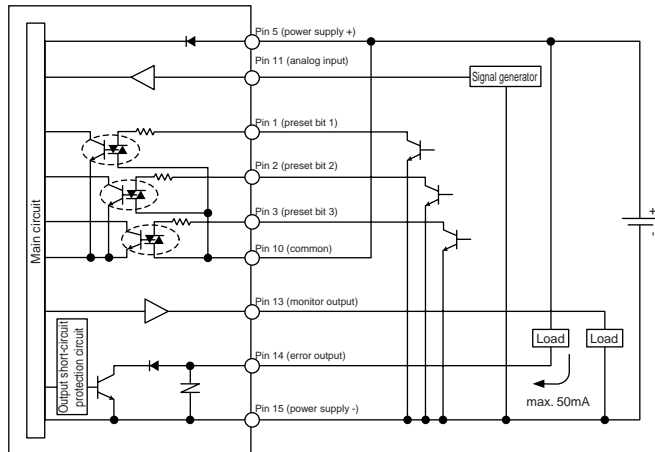 Pin 5 (power supply +)
Pin 11 (analog input)
Signal generator
Pin 1 (preset bit 1)
Pin 2 (preset bit 2)
Pin 3 (preset bit 3)
Pin 10 (common)
Main circuit
+
-
Pin 13 (monitor output)
Load
Load
Pin 14 (error output)
max. 50mA
Output short-circuit
protection circuit
Pin 15 (power supply -)